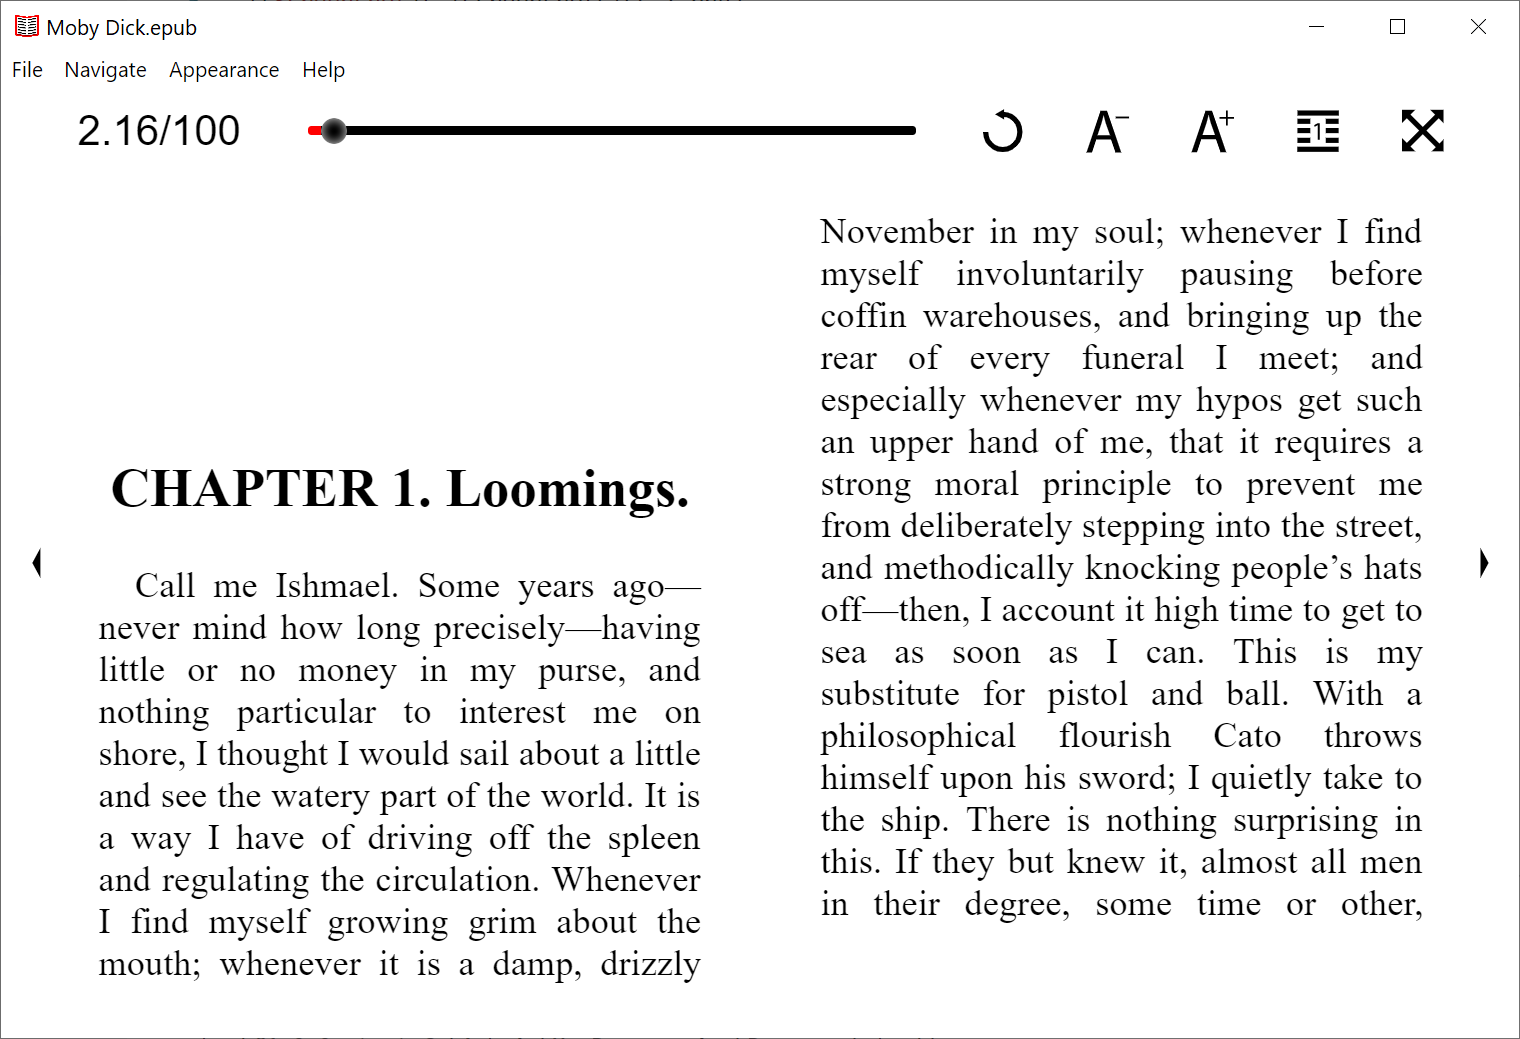 Moby Dick.epub
File Navigate Appearance Help
2.16/100
A− A+ 1
CHAPTER 1. Loomings.
Call me Ishmael. Some years ago—
never mind how long precisely—having
little or no money in my purse, and
nothing particular to interest me on
shore, I thought I would sail about a little
and see the watery part of the world. It is
a way I have of driving off the spleen
and regulating the circulation. Whenever
I find myself growing grim about the
mouth; whenever it is a damp, drizzly
November in my soul; whenever I find
myself involuntarily pausing before
coffin warehouses, and bringing up the
rear of every funeral I meet; and
especially whenever my hypos get such
an upper hand of me, that it requires a
strong moral principle to prevent me
from deliberately stepping into the street,
and methodically knocking people’s hats
off—then, I account it high time to get to
sea as soon as I can. This is my
substitute for pistol and ball. With a
philosophical flourish Cato throws
himself upon his sword; I quietly take to
the ship. There is nothing surprising in
this. If they but knew it, almost all men
in their degree, some time or other,